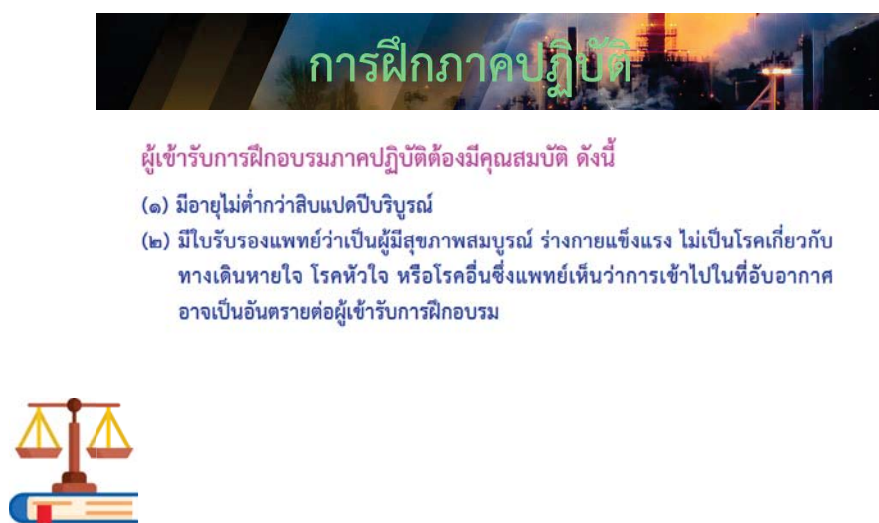 การฝึกภาคปฏิบัติ
ผู้เข้ารับการฝึกอบรมภาคปฏิบัติต้องมีคุณสมบัติ ดังนี้
(๑) มีอายุไม่ต่ำกว่าสิบแปดปีบริบูรณ์
(๒) มีใบรับรองแพทย์ว่าเป็นผู้มีสุขภาพสมบูรณ์ ร่างกายแข็งแรง ไม่เป็นโรคเกี่ยวกับ
ทางเดินหายใจ โรคหัวใจ หรือโรคอื่นซึ่งแพทย์เห็นว่าการเข้าไปในที่อับอากาศ
อาจเป็นอันตรายต่อผู้เข้ารับการฝึกอบรม